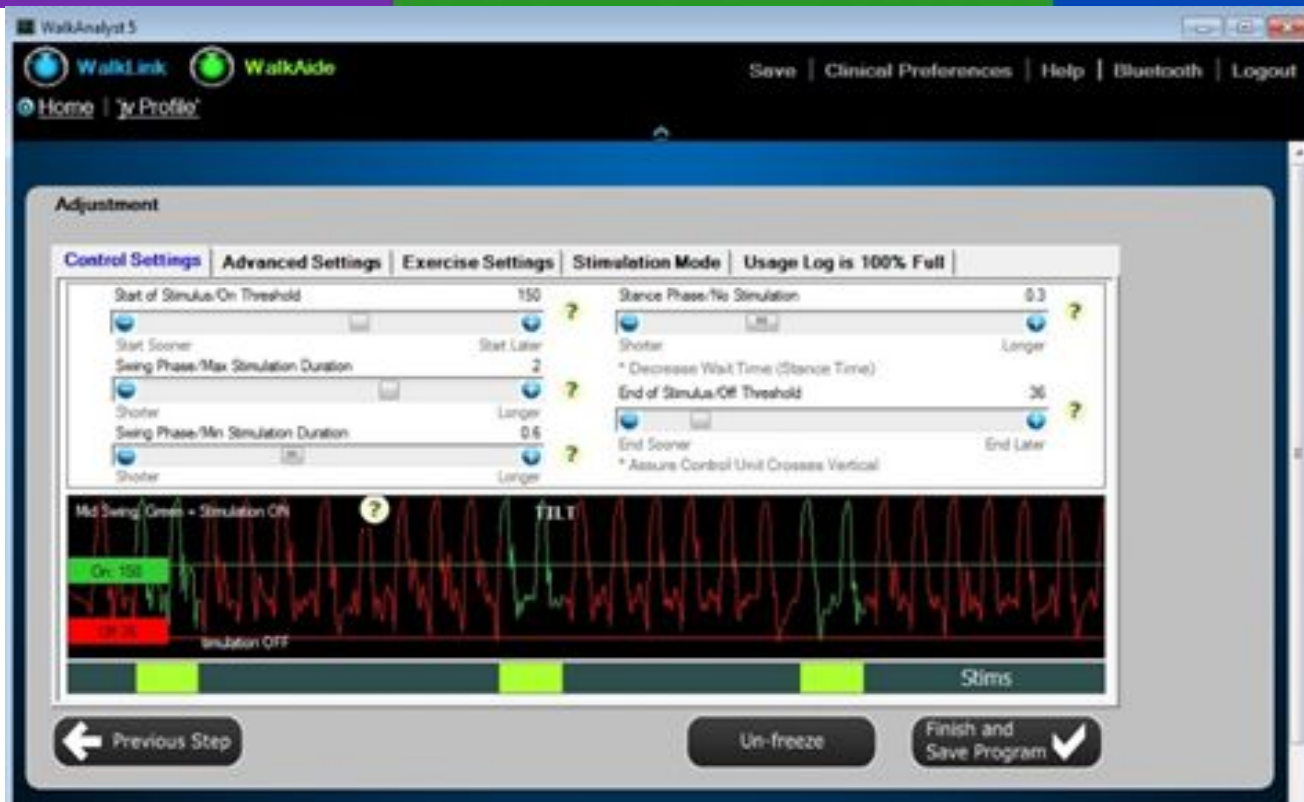 WalkAnalyst 5
WalkLink WalkAide
Save | Clinical Preferences | Help | Bluetooth | Logout
Home | 'jv Profile'
Adjustment
Control Settings | Advanced Settings | Exercise Settings | Stimulation Mode | Usage Log is 100% Full
Start of Stimulus/On Threshold 150 ?
Start Sooner Start Later
Swing Phase/Max Stimulation Duration 2 ?
Shorter Longer
Swing Phase/Min Stimulation Duration 0.6 ?
Shorter Longer
Stance Phase/No Stimulation 0.3 ?
Shorter Longer
* Decrease Wait Time (Stance Time)
End of Stimulus/Off Threshold 36 ?
End Sooner End Later
* Assure Control Unit Crosses Vertical
Mid Swing Green = Stimulation ON ? TILT
On: 150
Off 36
timulation OFF
Stims
Previous Step
Un-freeze
Finish and
Save Program